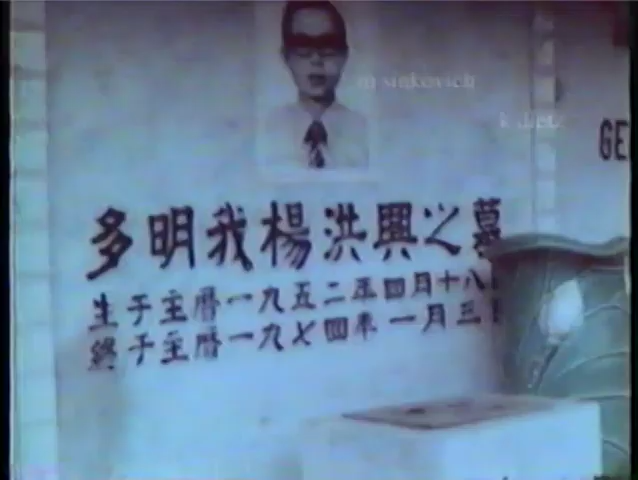 m sinkovich
GE
多明我楊洪興之墓
生于主曆一九五二年四月十八
終于主曆一九七四年一月三